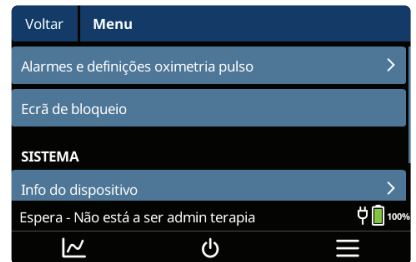 Voltar Menu
Alarmes e definições oximetria pulso
Ecrã de bloqueio
SISTEMA
Info do dispositivo
Espera - Não está a ser admin terapia 100%